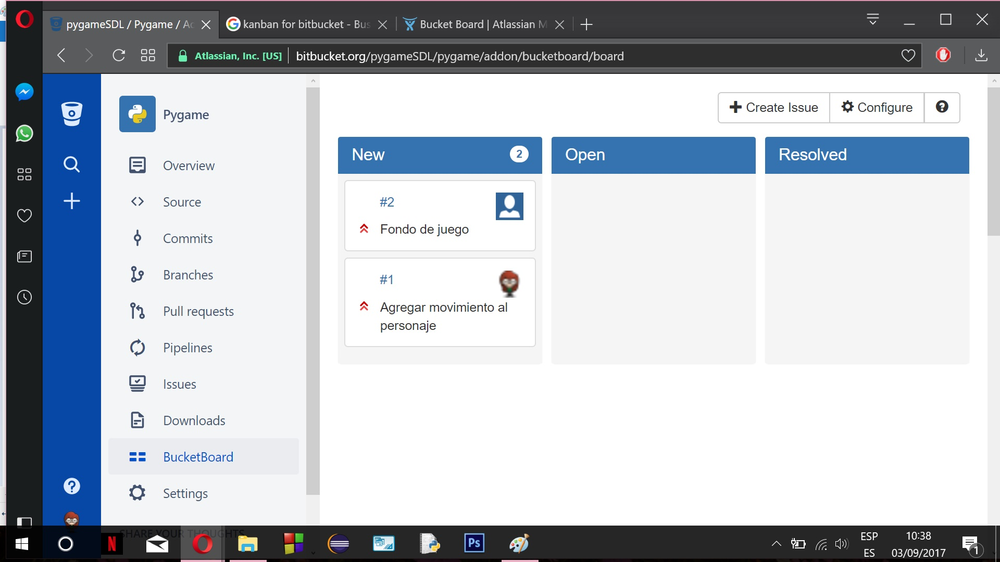 pygameSDL / Pygame / Ad
kanban for bitbucket - Bus
Bucket Board | Atlassian M
Atlassian, Inc. [US]
bitbucket.org/pygameSDL/pygame/addon/bucketboard/board
Pygame
Overview
Source
Commits
Branches
Pull requests
Pipelines
Issues
Downloads
BucketBoard
Settings
SHARE YOUR THOUGHTS
Create Issue
Configure
New
2
Open
Resolved
#2
Fondo de juego
#1
Agregar movimiento al
personaje
N
Ps
ESP
ES
10:38
03/09/2017
1